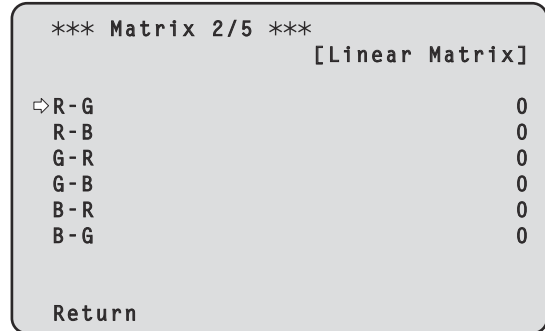 *** Matrix 2/5 ***
[Linear Matrix]
⇨R-G 0
R-B 0
G-R 0
G-B 0
B-R 0
B-G 0
Return